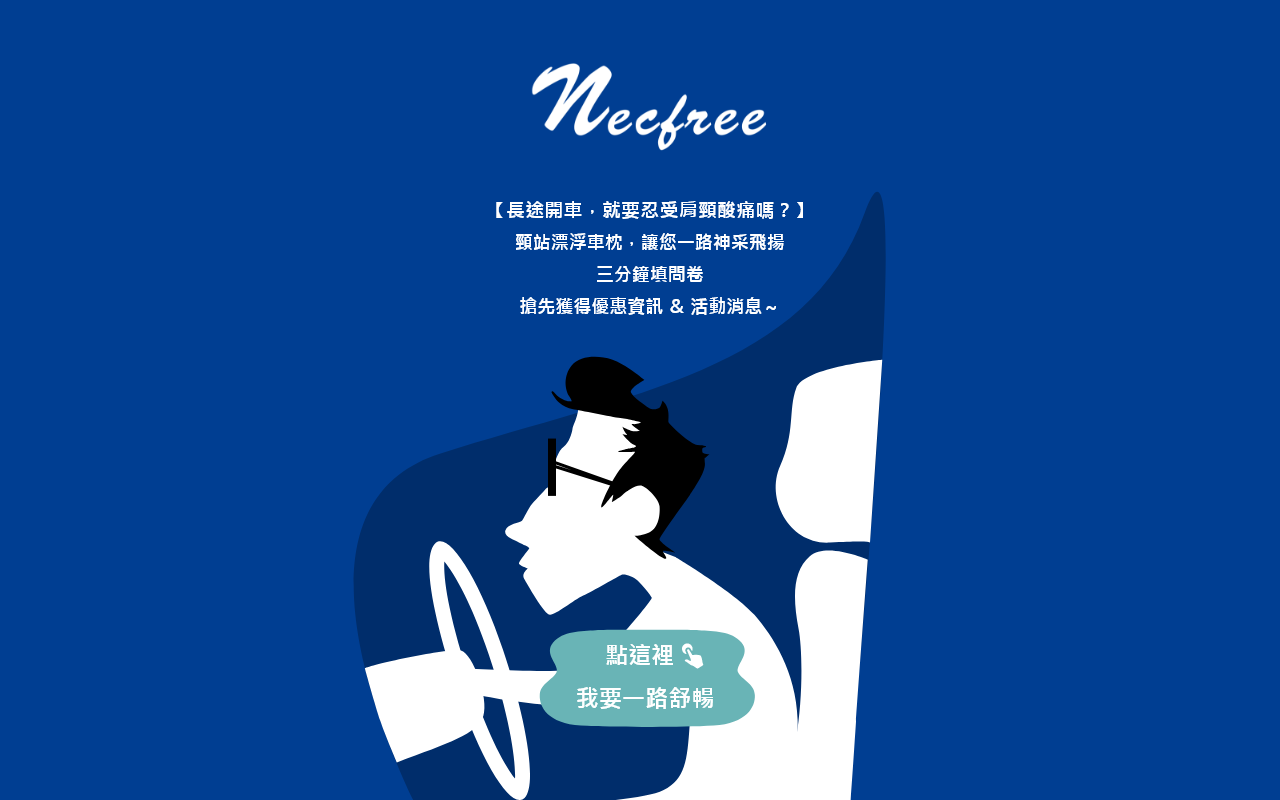 Necfree
【長途開車，就要忍受肩頸酸痛嗎？】
頸站漂浮車枕，讓您一路神采飛揚
三分鐘填問卷
搶先獲得優惠資訊 & 活動消息~
點這裡
我要一路舒暢